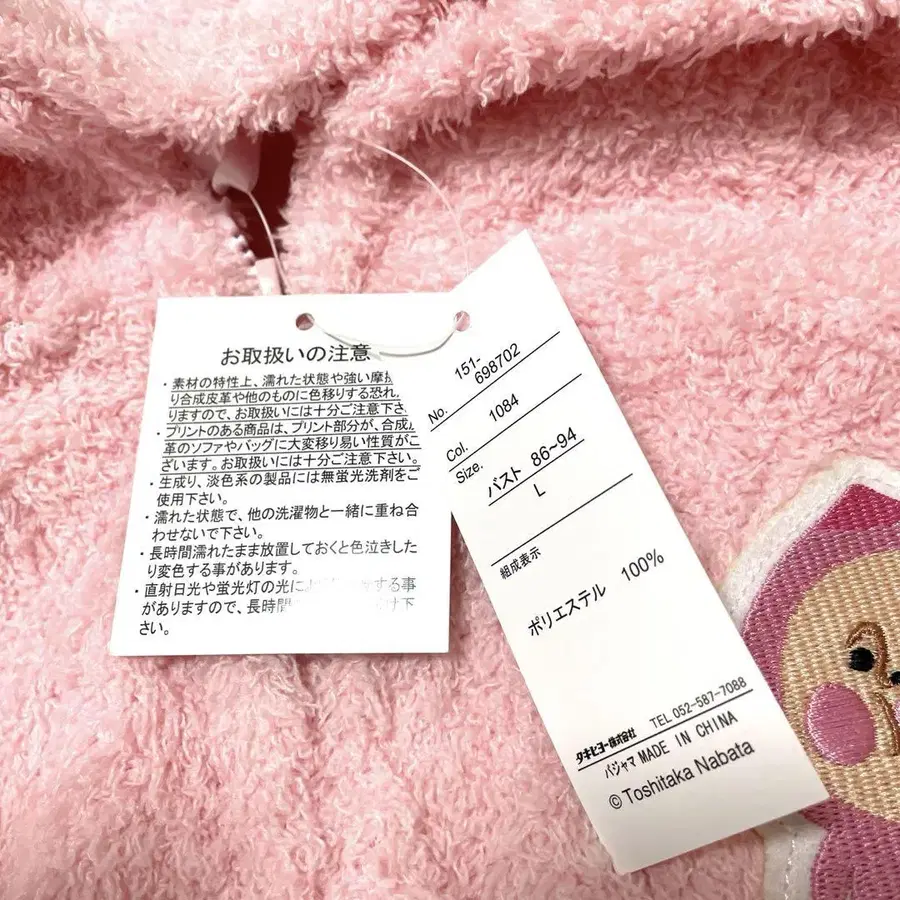 お取扱いの注意
・素材の特性上、濡れた状態や強い摩
り合成皮革や他のものに色移りする恐れ
りますので、お取扱いには十分ご注意下さ
・プリントのある商品は、プリント部分が、合成
革のソファやバッグに大変移り易い性質がご
ざいます。お取扱いには十分ご注意下さい。
・生成り、淡色系の製品には無蛍光洗剤をご
使用下さい。
・濡れた状態で、他の洗濯物と一緒に重ね合
わせないで下さい。
・長時間濡れたまま放置しておくと色泣きした
り変色する事があります。
・直射日光や蛍光灯の光に する事
がありますので、長時間 け下
さい。
No. 151-
698702
Col. 1084
Size. バスト 86~94
L
組成表示
ポリエステル 100%
タキヒヨー株式会社 TEL 052-587-7088
パジャマ MADE IN CHINA
© Toshitaka Nabata